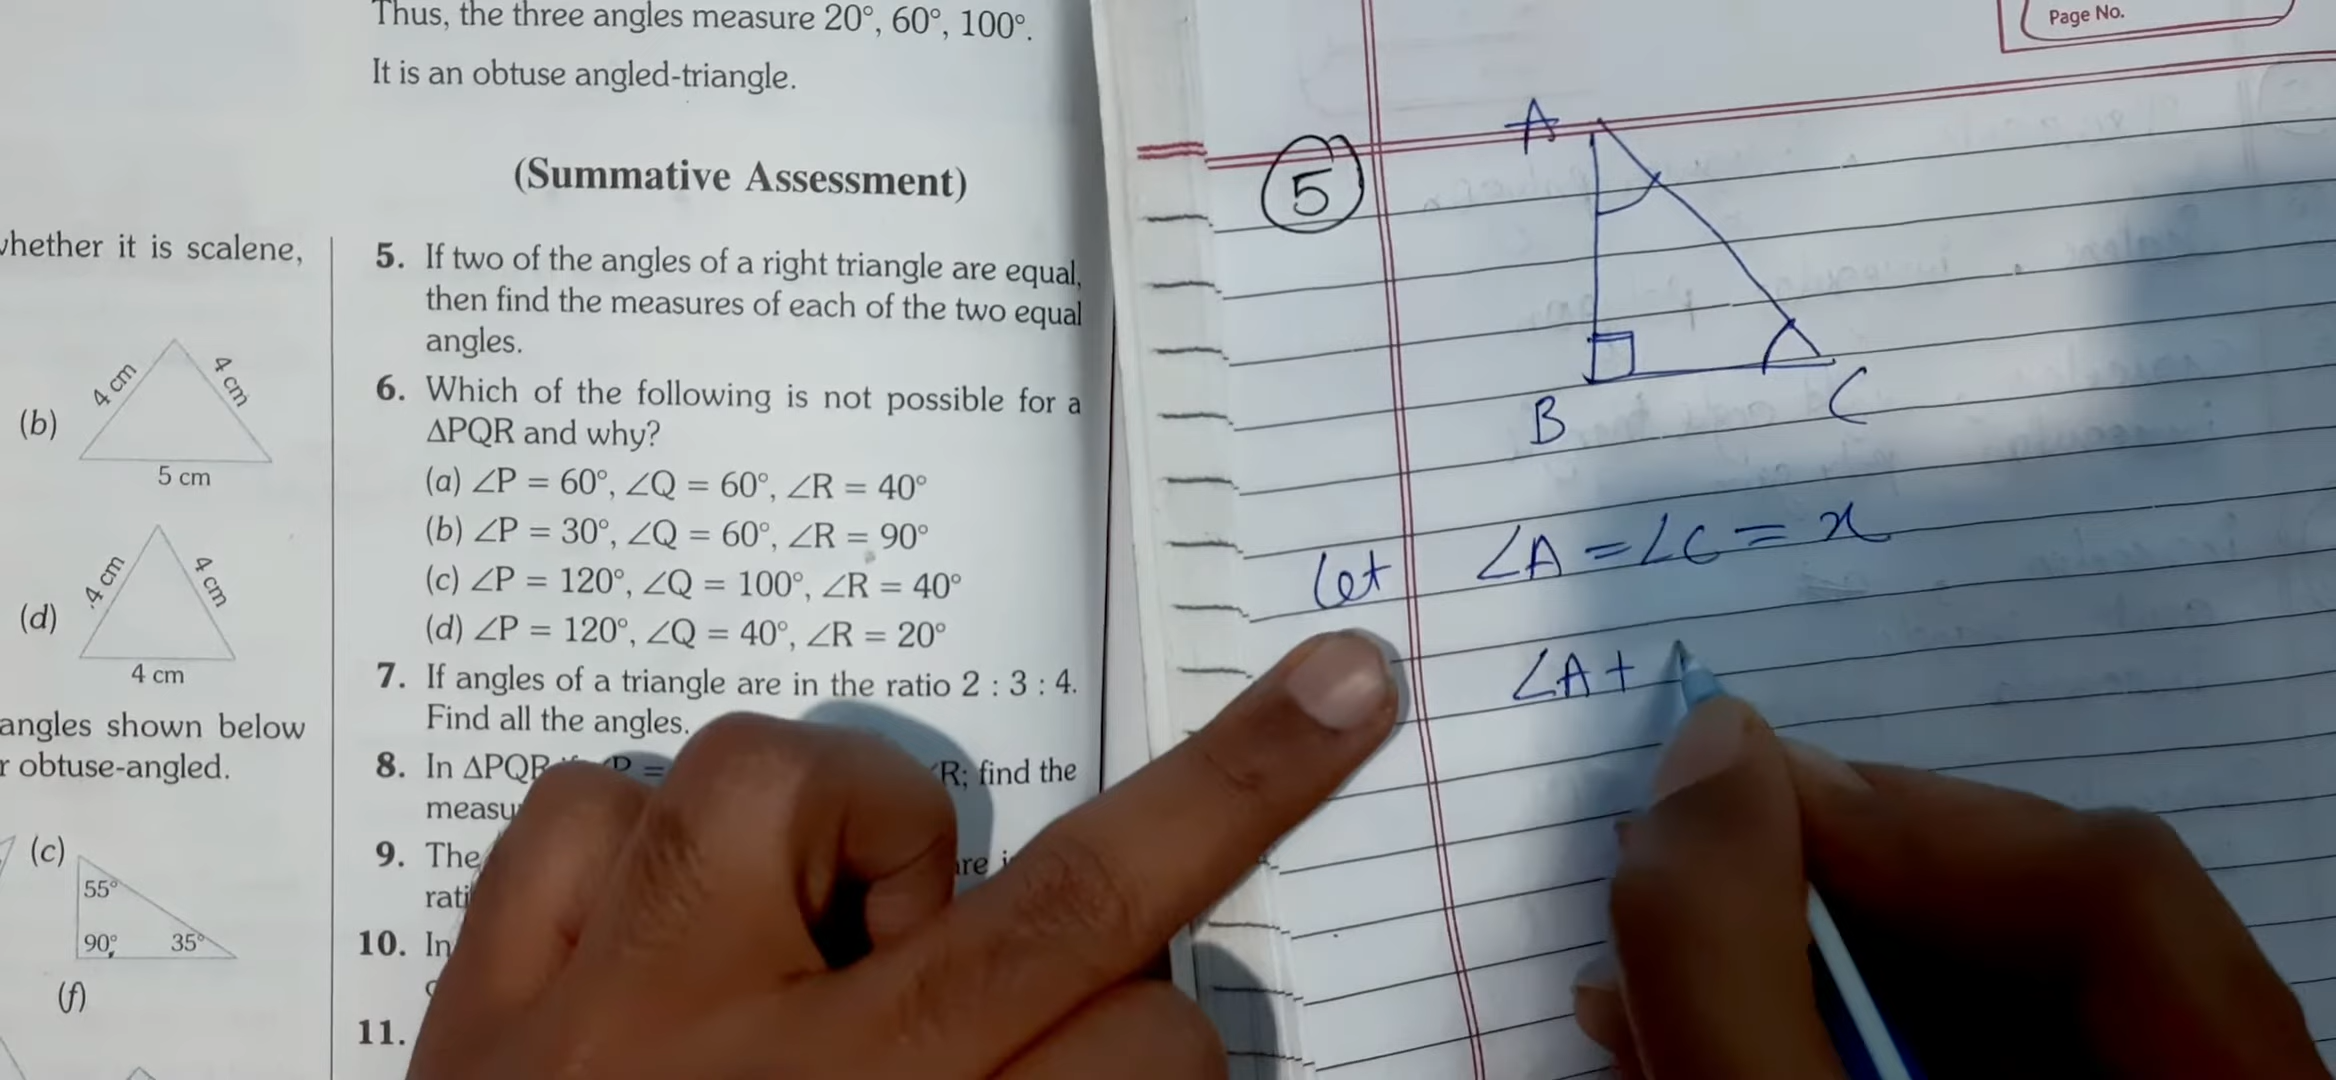 Thus, the three angles measure 20°, 60°, 100°.
It is an obtuse angled-triangle.
(Summative Assessment)
whether it is scalene,
(b)
4 cm
4 cm
5 cm
(d)
4 cm
4 cm
4 cm
angles shown below
r obtuse-angled.
(c)
55°
90°
35°
(f)
5. If two of the angles of a right triangle are equal,
then find the measures of each of the two equal
angles.
6. Which of the following is not possible for a
∆PQR and why?
(a) ∠P = 60°, ∠Q = 60°, ∠R = 40°
(b) ∠P = 30°, ∠Q = 60°, ∠R = 90°
(c) ∠P = 120°, ∠Q = 100°, ∠R = 40°
(d) ∠P = 120°, ∠Q = 40°, ∠R = 20°
7. If angles of a triangle are in the ratio 2 : 3 : 4.
Find all the angles.
8. In ∆PQR R; find the
9. The
10. In
11.
Page No.
5
A
B
C
Let ∠A = ∠C = x
∠A +